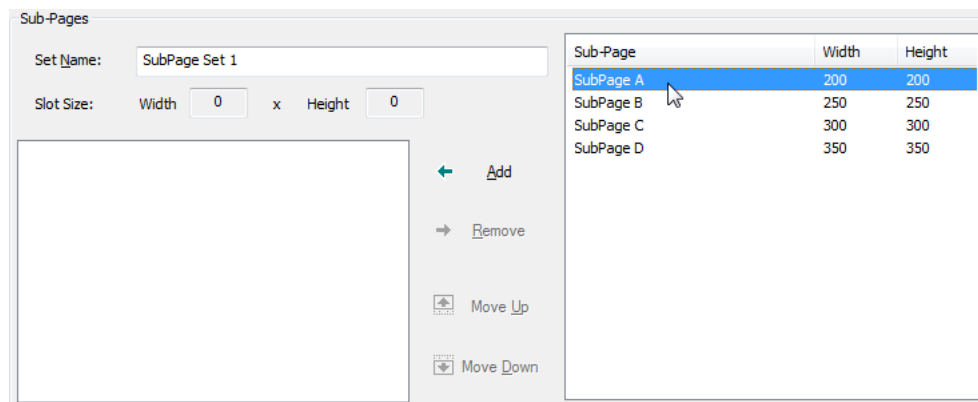 Sub-Pages
Set Name: SubPage Set 1
Slot Size: Width 0 x Height 0
Add
Remove
Move Up
Move Down
Sub-Page Width Height
SubPage A 200 200
SubPage B 250 250
SubPage C 300 300
SubPage D 350 350